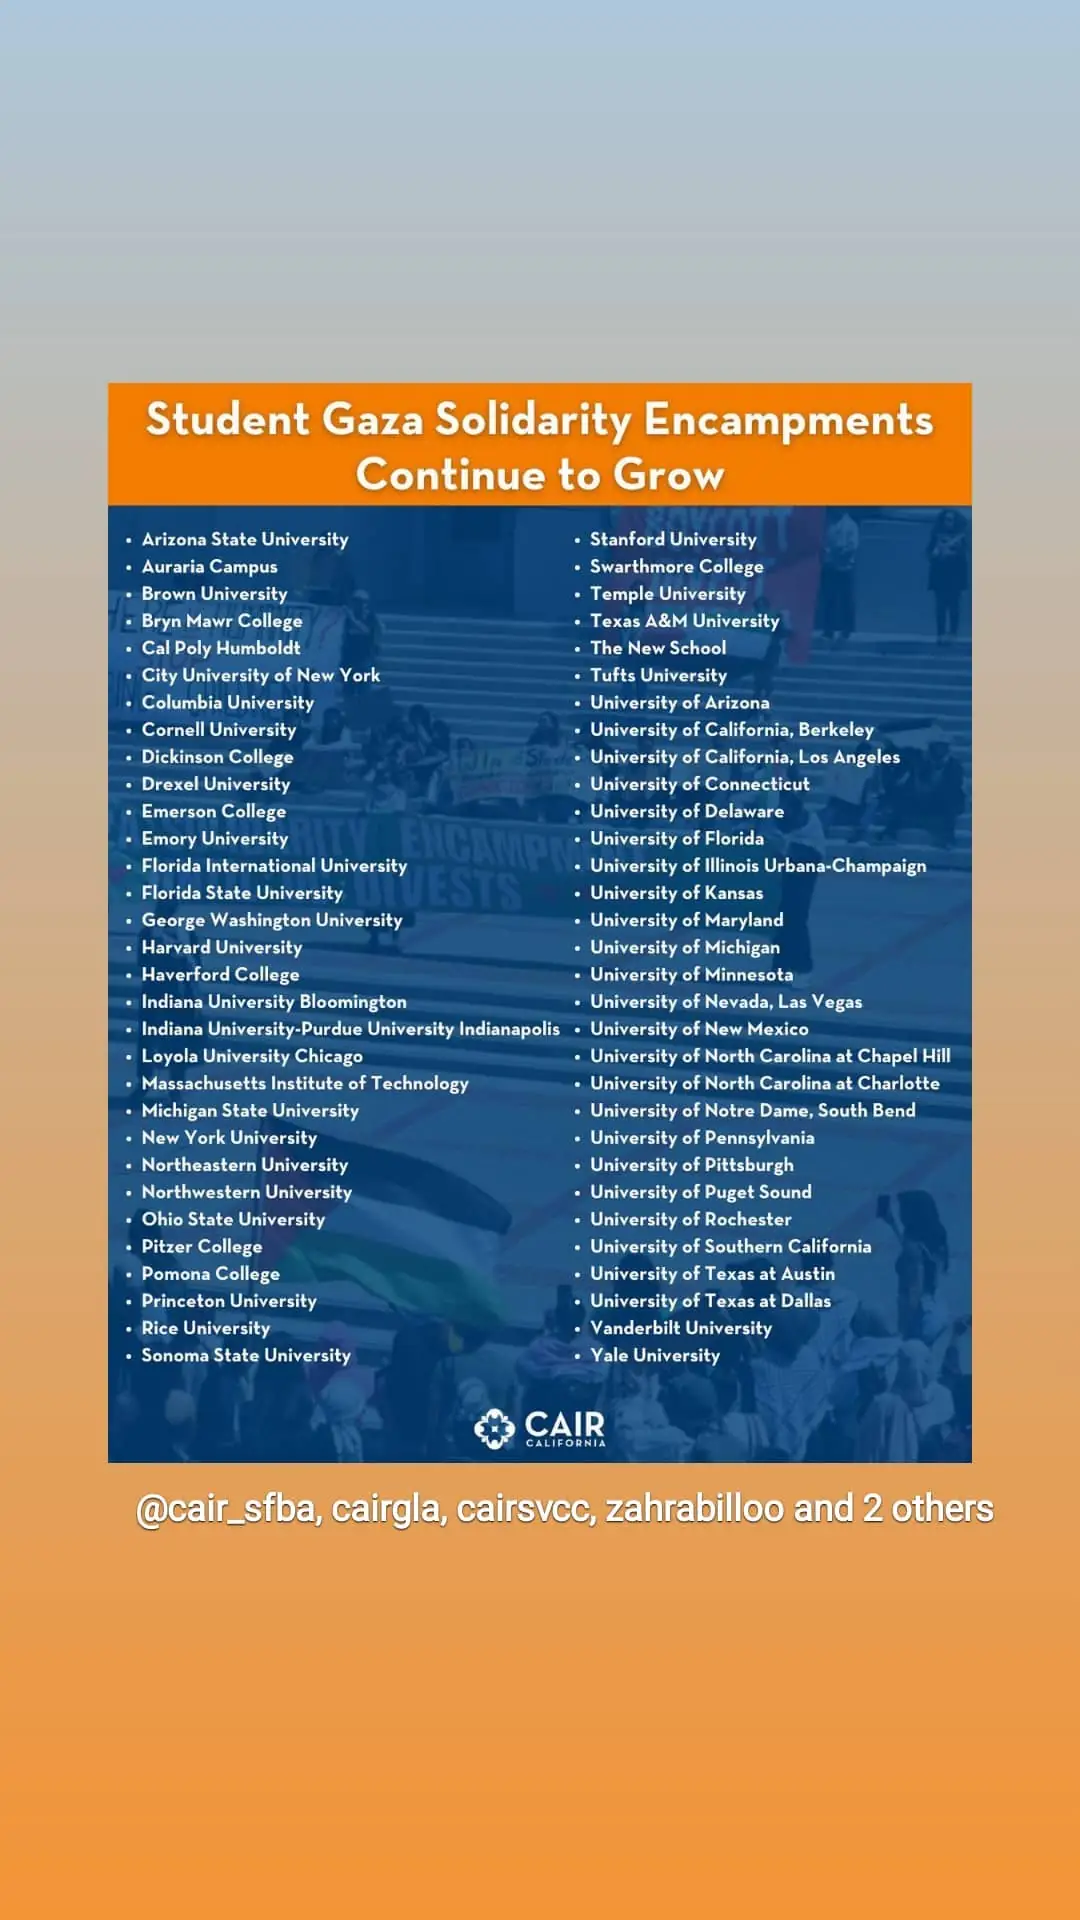 Student Gaza Solidarity Encampments
Continue to Grow
• Arizona State University
• Auraria Campus
• Brown University
• Bryn Mawr College
• Cal Poly Humboldt
• City University of New York
• Columbia University
• Cornell University
• Dickinson College
• Drexel University
• Emerson College
• Emory University
• Florida International University
• Florida State University
• George Washington University
• Harvard University
• Haverford College
• Indiana University Bloomington
• Indiana University-Purdue University Indianapolis
• Loyola University Chicago
• Massachusetts Institute of Technology
• Michigan State University
• New York University
• Northeastern University
• Northwestern University
• Ohio State University
• Pitzer College
• Pomona College
• Princeton University
• Rice University
• Sonoma State University
• Stanford University
• Swarthmore College
• Temple University
• Texas A&M University
• The New School
• Tufts University
• University of Arizona
• University of California, Berkeley
• University of California, Los Angeles
• University of Connecticut
• University of Delaware
• University of Florida
• University of Illinois Urbana-Champaign
• University of Kansas
• University of Maryland
• University of Michigan
• University of Minnesota
• University of Nevada, Las Vegas
• University of New Mexico
• University of North Carolina at Chapel Hill
• University of North Carolina at Charlotte
• University of Notre Dame, South Bend
• University of Pennsylvania
• University of Pittsburgh
• University of Puget Sound
• University of Rochester
• University of Southern California
• University of Texas at Austin
• University of Texas at Dallas
• Vanderbilt University
• Yale University
BOYCOTT
DIVESTS
CAIR
CALIFORNIA
@cair_sfba, cairgla, cairsvcc, zahrabilloo and 2 others